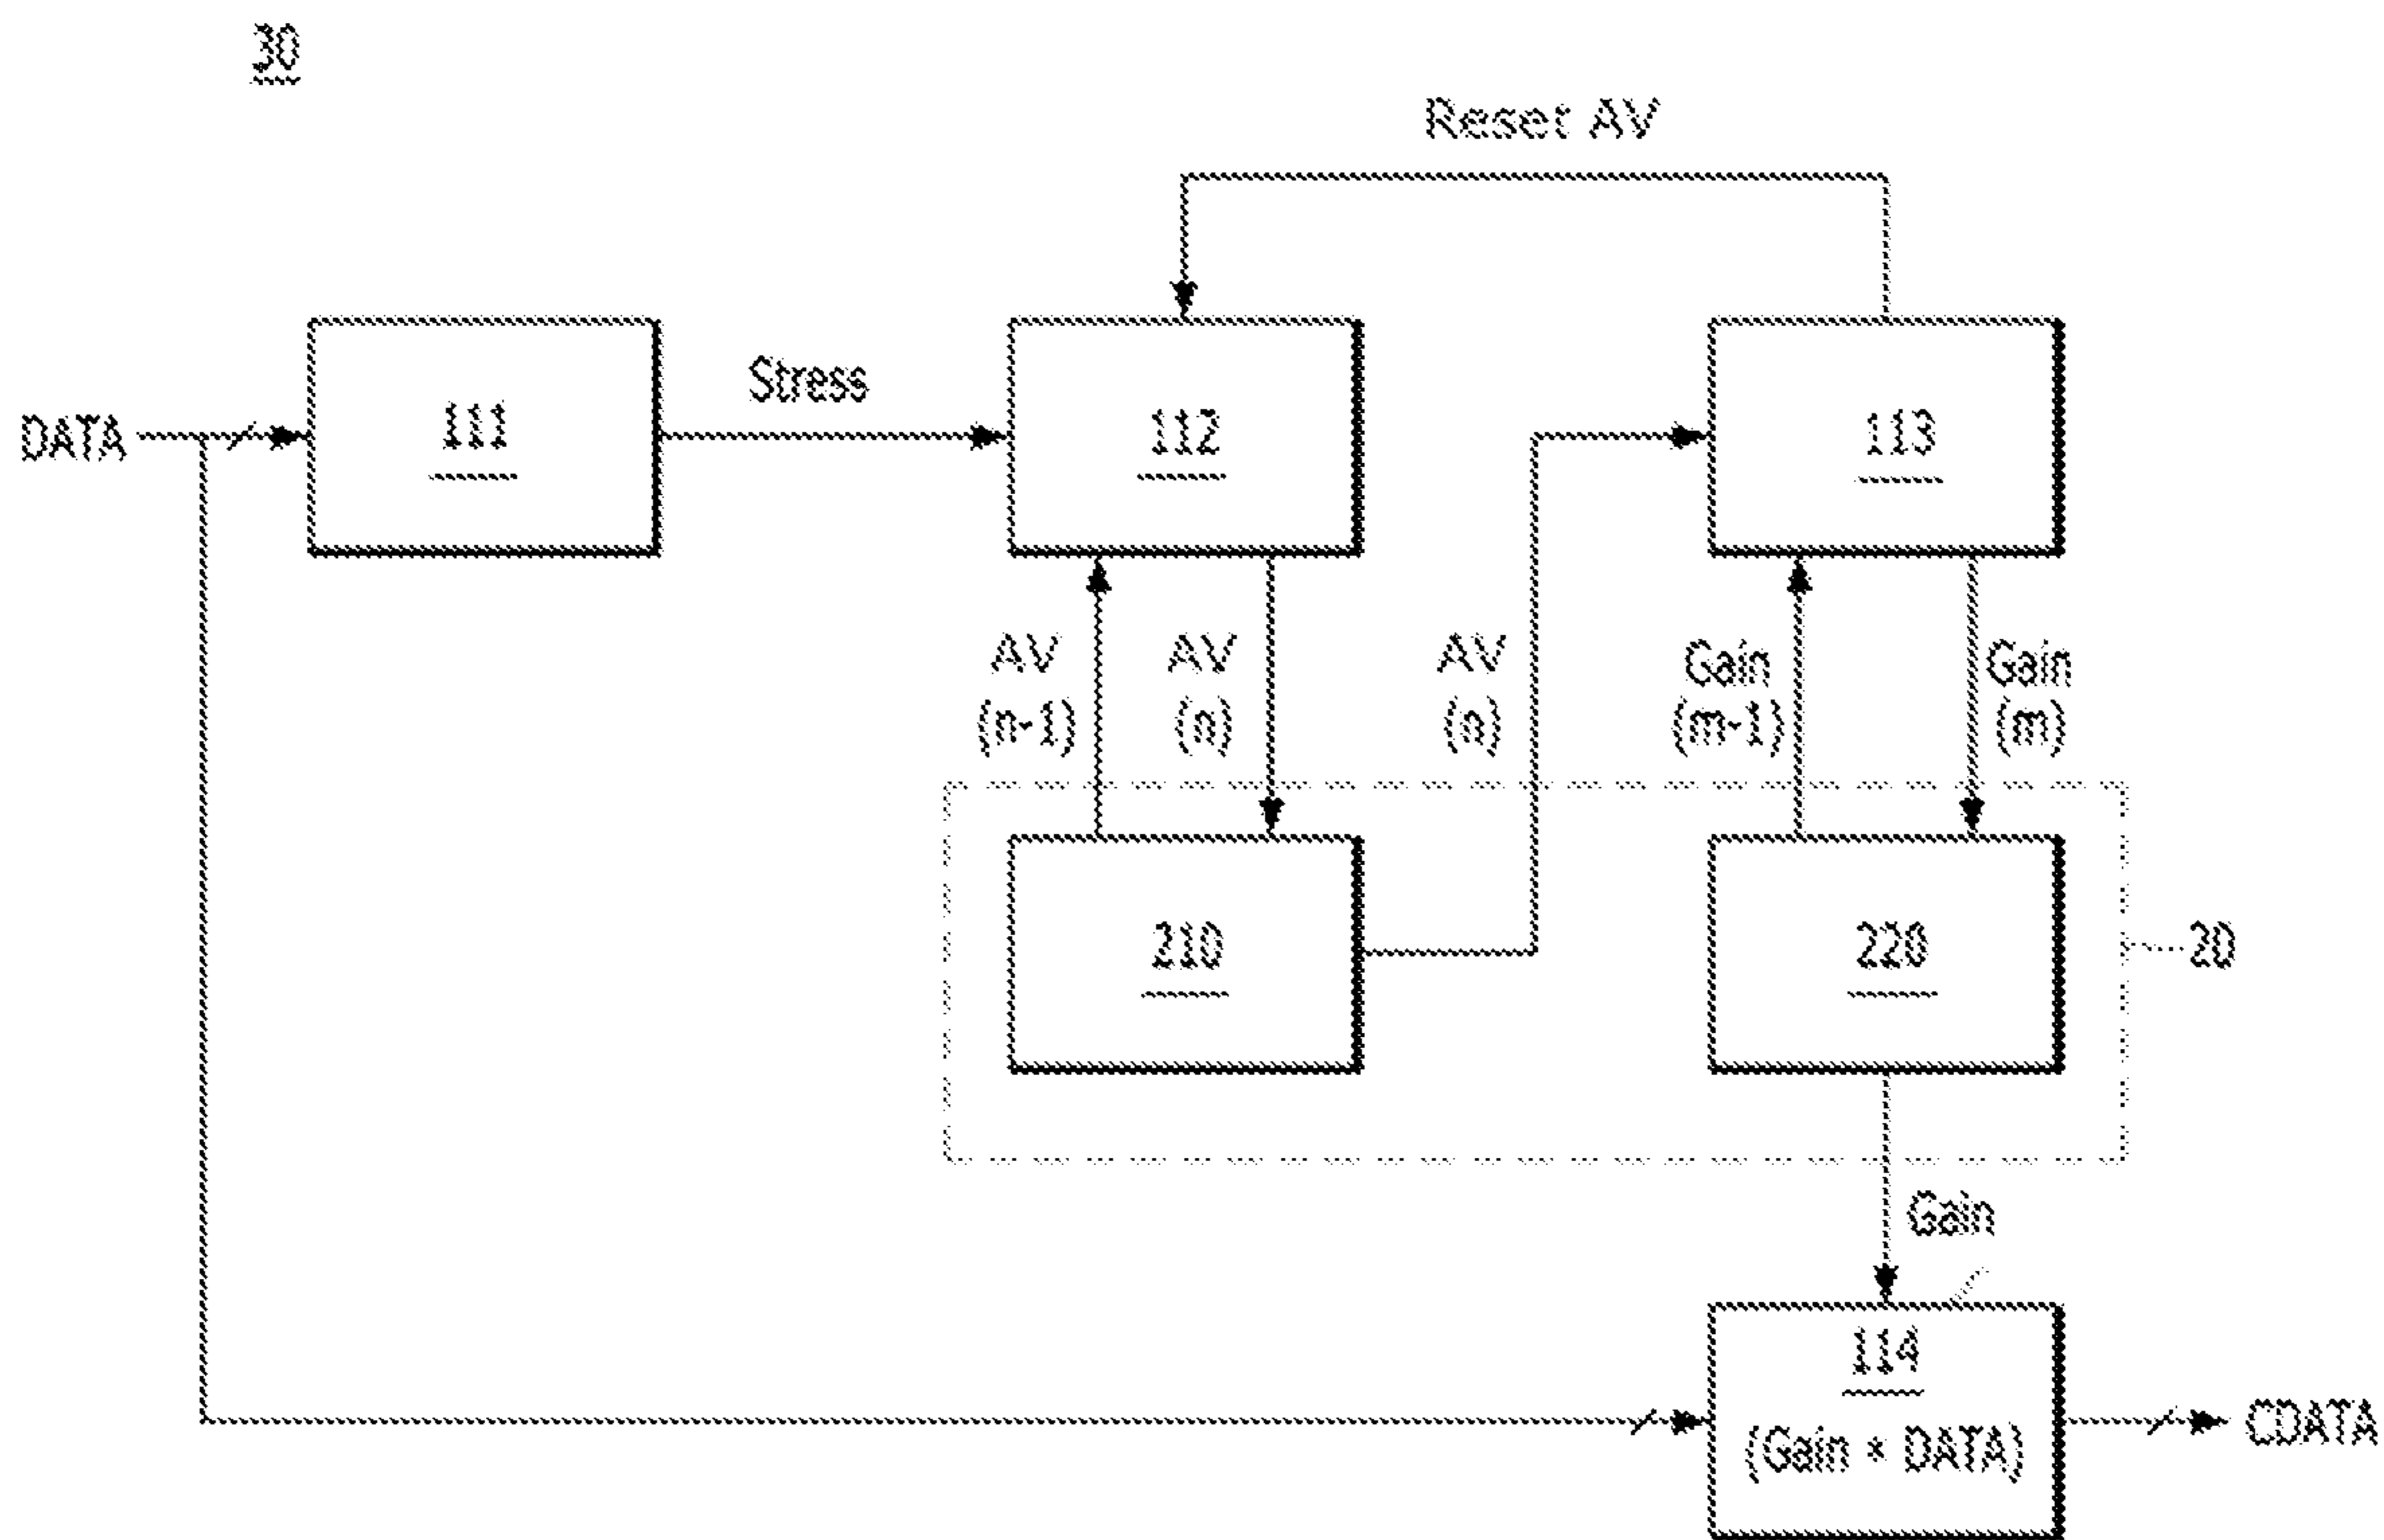 30
Reset AV
Stress
DATA
111
112
113
AV
(n-1)
AV
(n)
AV
(n)
Gain
(m-1)
Gain
(m)
210
220
20
Gain
114
(Gain × DATA)
CDATA